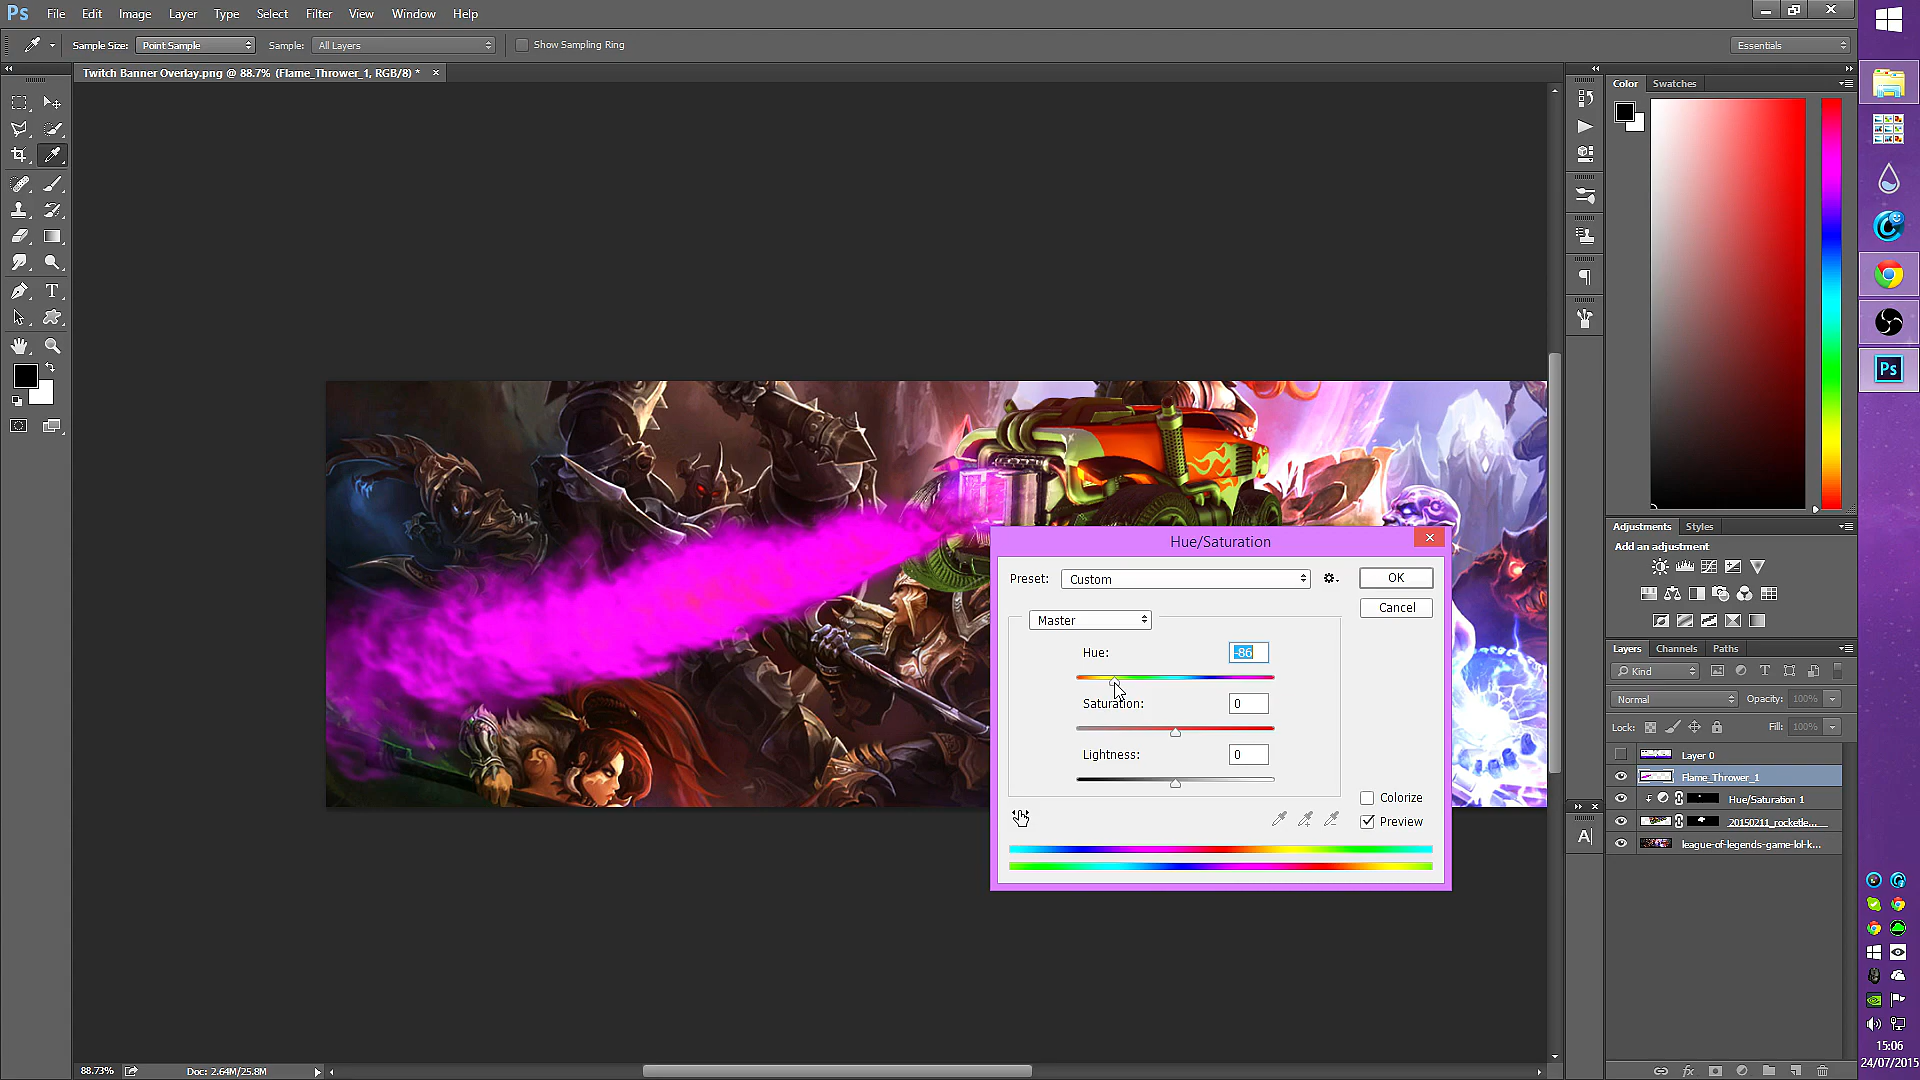 Ps File Edit Image Layer Type Select Filter View Window Help
Sample Size: Point Sample Sample: All Layers Show Sampling Ring Essentials
Twitch Banner Overlay.png @ 88.7% (Flame_Thrower_1, RGB/8) * ×
Color Swatches
Ps
Adjustments Styles
Add an adjustment
Hue/Saturation
Preset: Custom OK
Cancel
Master
Hue: -86
Saturation: 0
Lightness: 0
Colorize
Preview
Layers Channels Paths
Kind
Normal Opacity: 100%
Lock: Fill: 100%
Layer 0
Flame_Thrower_1
Hue/Saturation 1
20150211_rocketle...
league-of-legends-game-lol-k...
88.73% Doc: 2.64M/25.8M
15:06
24/07/2015